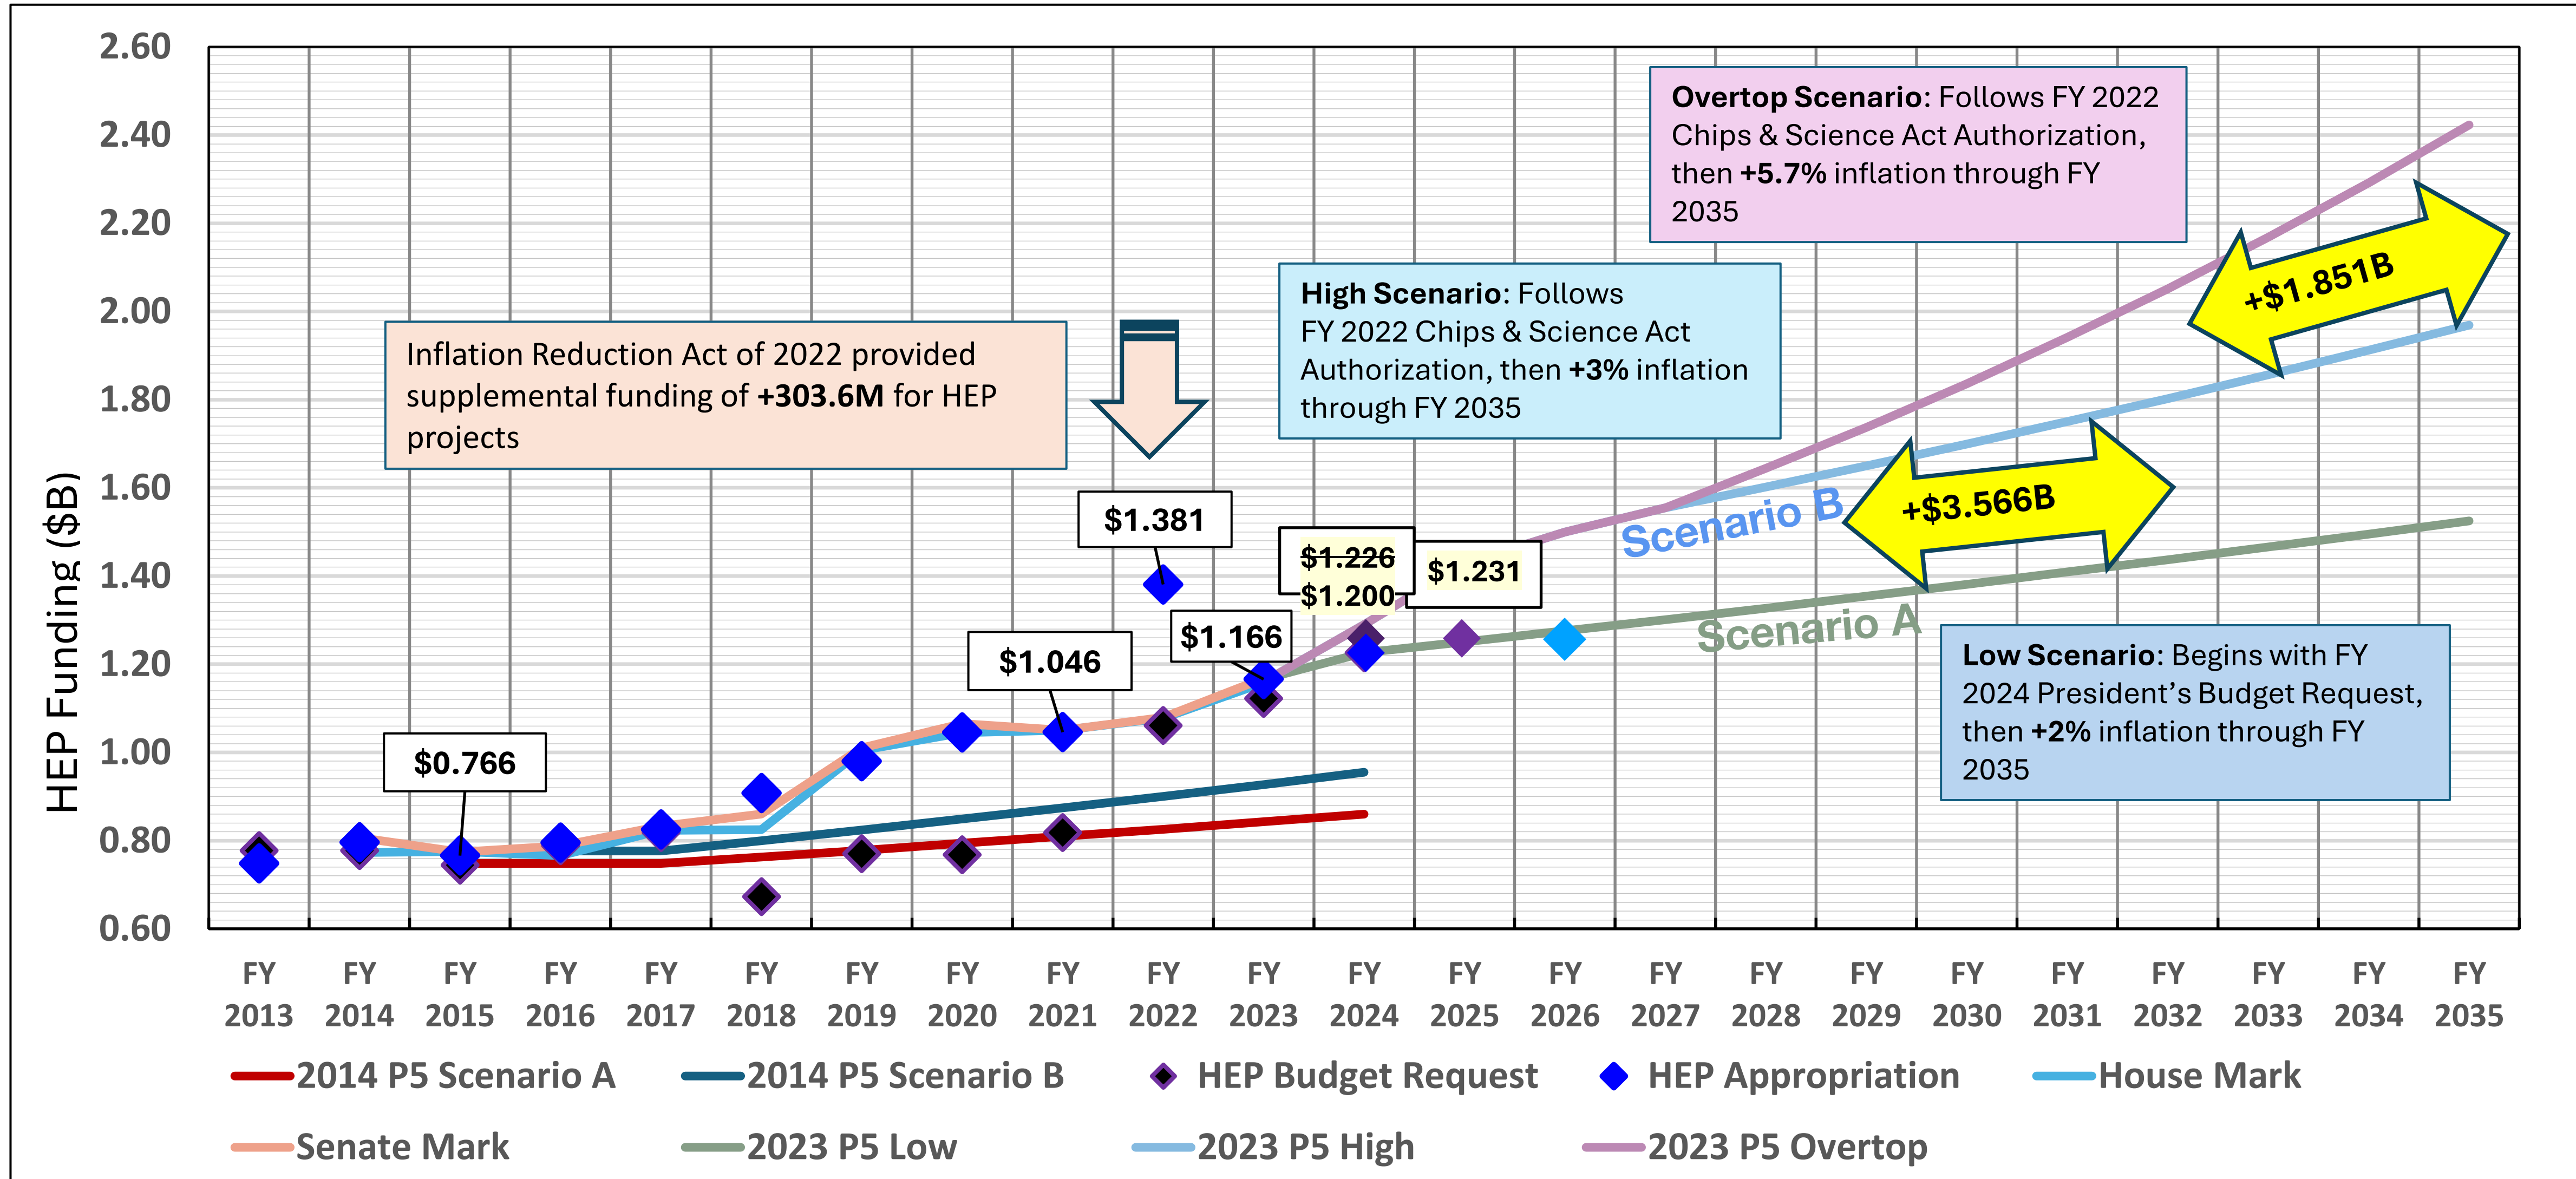 2.60
2.40
2.20
2.00
1.80
1.60
1.40
1.20
1.00
0.80
0.60
HEP Funding ($B)
Overtop Scenario: Follows FY 2022
Chips & Science Act Authorization,
then +5.7% inflation through FY
2035
High Scenario: Follows
FY 2022 Chips & Science Act
Authorization, then +3% inflation
through FY 2035
Inflation Reduction Act of 2022 provided
supplemental funding of +303.6M for HEP
projects
+$1.851B
+$3.566B
Scenario B
Scenario A
$1.381
$1.226
$1.200
$1.231
$1.166
$1.046
$0.766
Low Scenario: Begins with FY
2024 President’s Budget Request,
then +2% inflation through FY
2035
FY FY FY FY FY FY FY FY FY FY FY FY FY FY FY FY FY FY FY FY FY FY FY
2013 2014 2015 2016 2017 2018 2019 2020 2021 2022 2023 2024 2025 2026 2027 2028 2029 2030 2031 2032 2033 2034 2035
2014 P5 Scenario A 2014 P5 Scenario B HEP Budget Request HEP Appropriation House Mark
Senate Mark 2023 P5 Low 2023 P5 High 2023 P5 Overtop